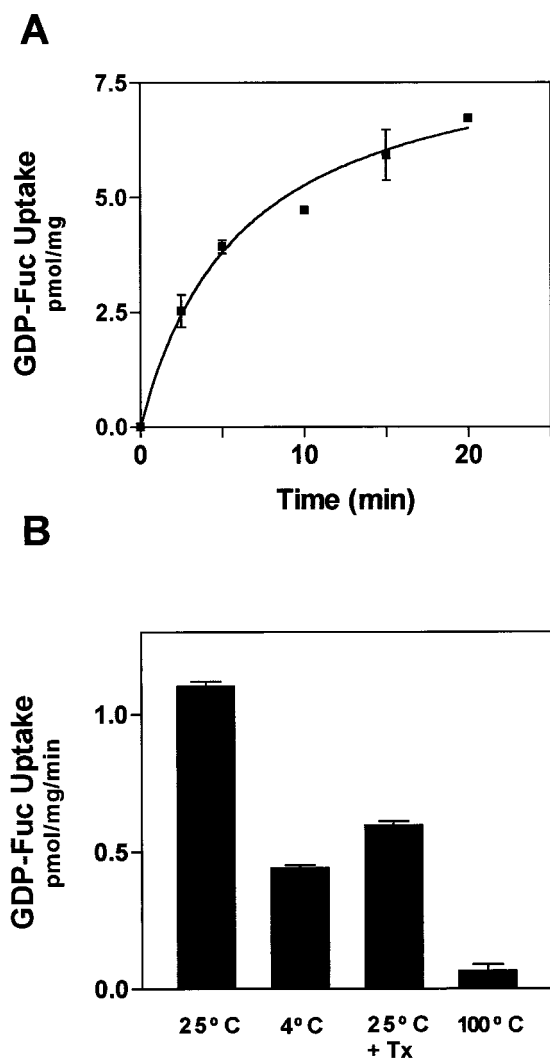 A
7.5
5.0
2.5
0.0
GDP-Fuc Uptake
pmol/mg
0 10 20
Time (min)
B
1.0
0.5
0.0
GDP-Fuc Uptake
pmol/mg/min
25° C 4° C 25° C 100° C
+ Tx